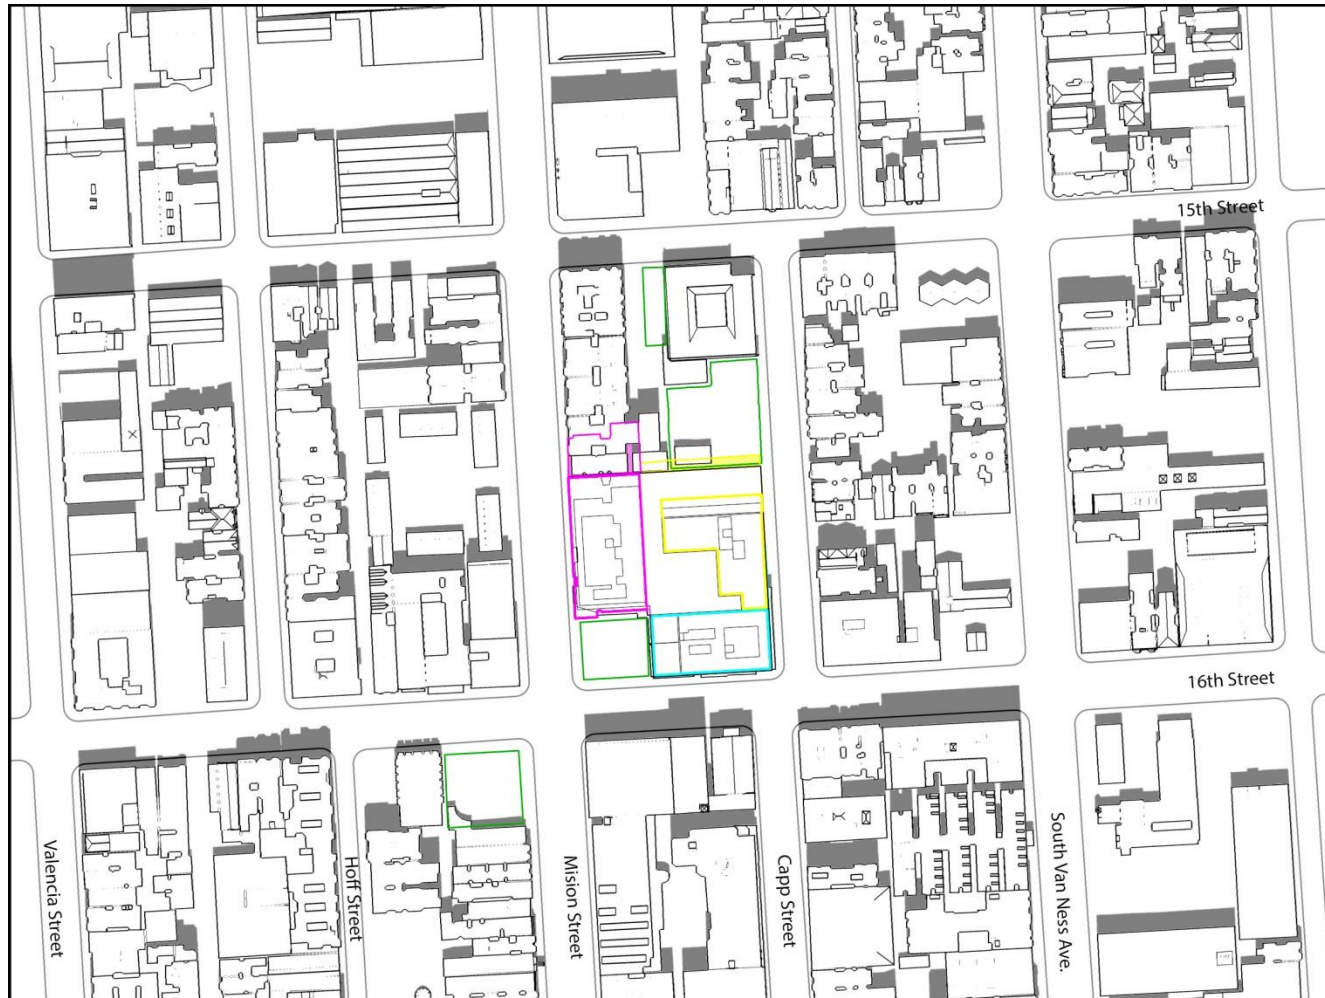 15th Street
16th Street
Valencia Street
Hoff Street
Mision Street
Capp Street
South Van Ness Ave.